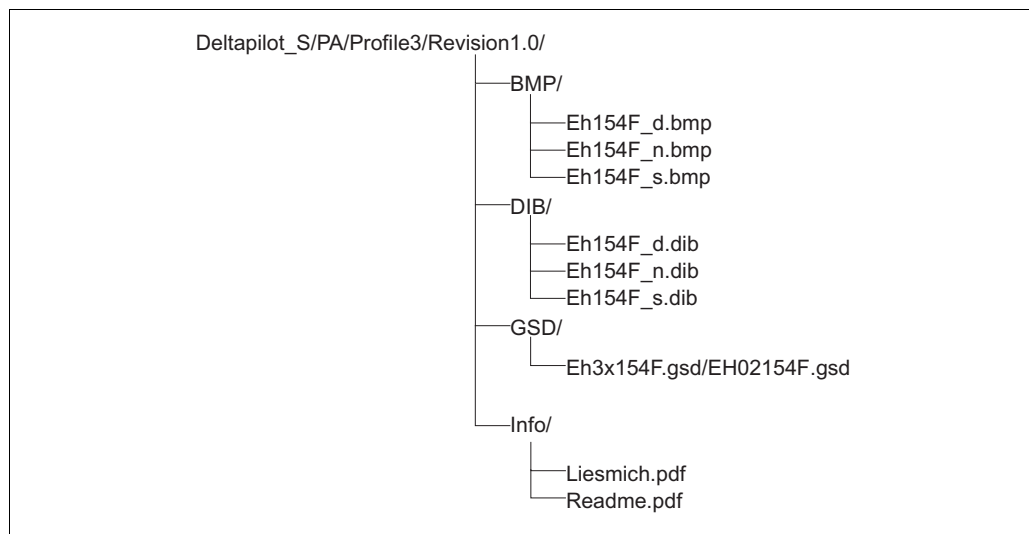 Deltapilot_S/PA/Profile3/Revision1.0/
BMP/
Eh154F_d.bmp
Eh154F_n.bmp
Eh154F_s.bmp
DIB/
Eh154F_d.dib
Eh154F_n.dib
Eh154F_s.dib
GSD/
Eh3x154F.gsd/EH02154F.gsd
Info/
Liesmich.pdf
Readme.pdf